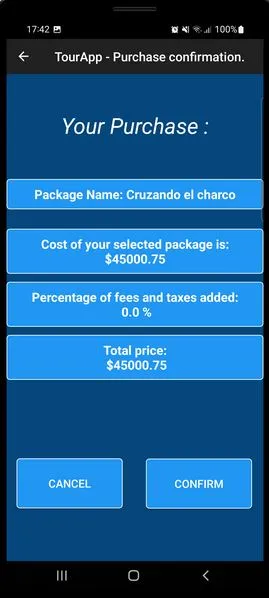 17:42 100%
TourApp - Purchase confirmation.
Your Purchase :
Package Name: Cruzando el charco
Cost of your selected package is:
$45000.75
Percentage of fees and taxes added:
0.0 %
Total price:
$45000.75
CANCEL CONFIRM